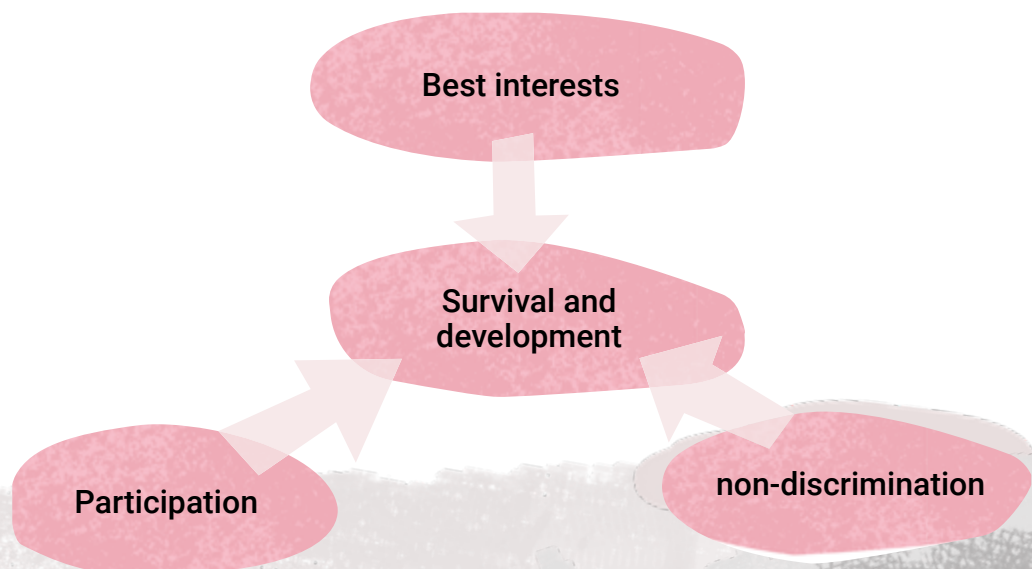 Best interests
Survival and
development
Participation
non-discrimination